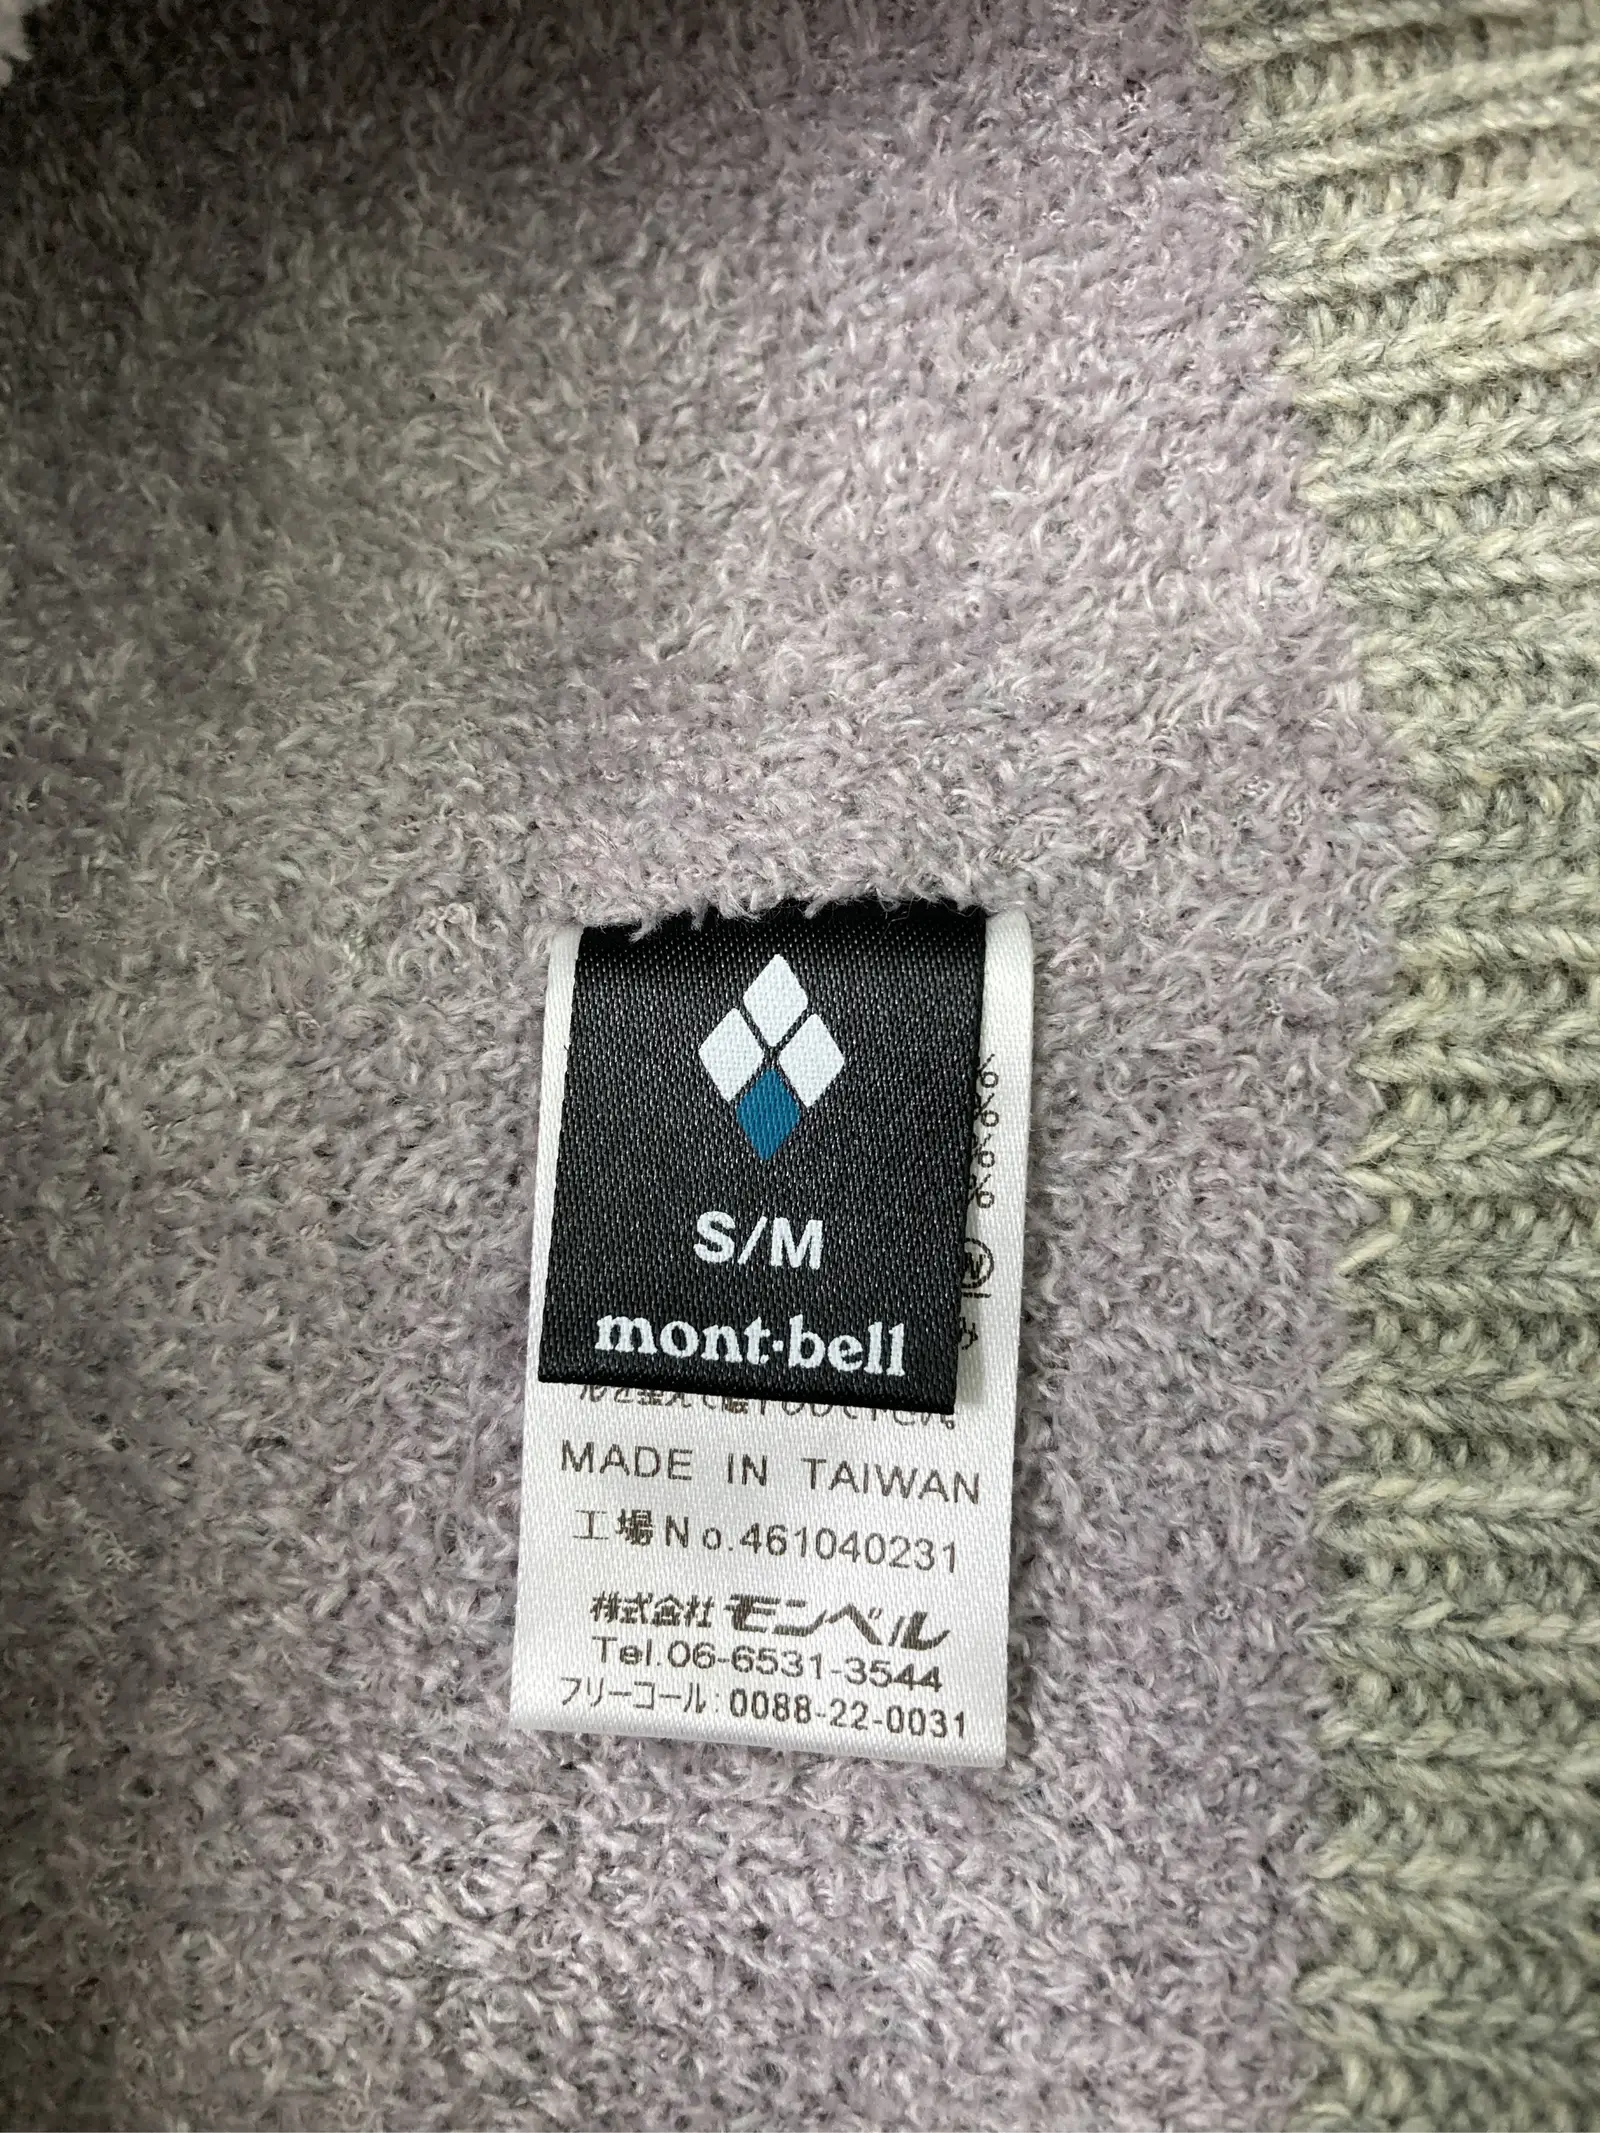 S/M
mont·bell
%
%
%
%
MADE IN TAIWAN
工場No.461040231
株式会社モンベル
Tel.06-6531-3544
フリーコール:0088-22-0031